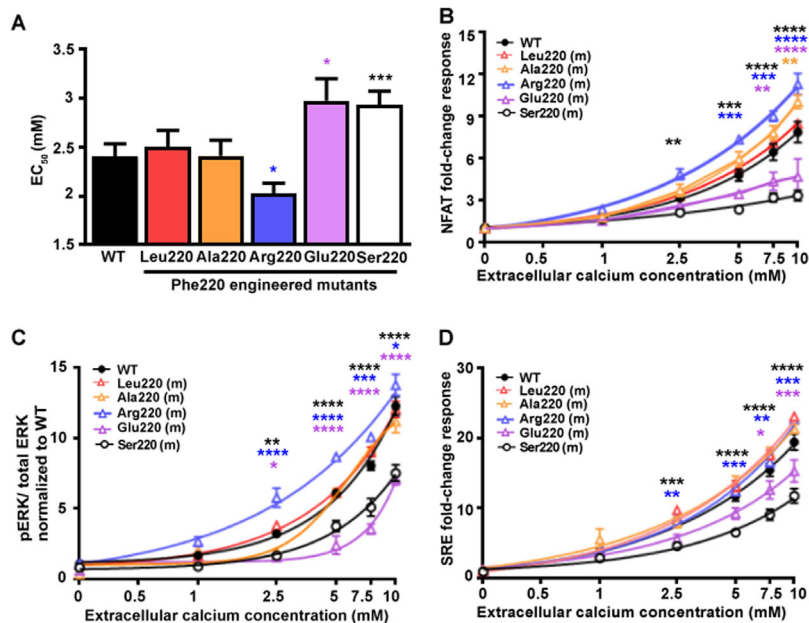 A
EC50 (mM)
3.5
3
2.5
2
1.5
*
*
***
WT Leu220 Ala220 Arg220 Glu220 Ser220
Phe220 engineered mutants
B
NFAT fold-change response
15
12
9
6
3
0
WT
Leu220 (m)
Ala220 (m)
Arg220 (m)
Glu220 (m)
Ser220 (m)
**
***
***
****
***
**
****
****
****
**
0 0.5 1 2.5 5 7.5 10
Extracellular calcium concentration (mM)
C
pERK/ total ERK
normalized to WT
15
10
5
0
WT
Leu220 (m)
Ala220 (m)
Arg220 (m)
Glu220 (m)
Ser220 (m)
**
****
*
****
****
****
****
***
****
****
*
****
0 0.5 1 2.5 5 7.5 10
Extracellular calcium concentration (mM)
D
SRE fold-change response
30
20
10
0
WT
Leu220 (m)
Ala220 (m)
Arg220 (m)
Glu220 (m)
Ser220 (m)
***
**
****
***
****
**
*
****
***
***
0 0.5 1 2.5 5 7.5 10
Extracellular calcium concentration (mM)